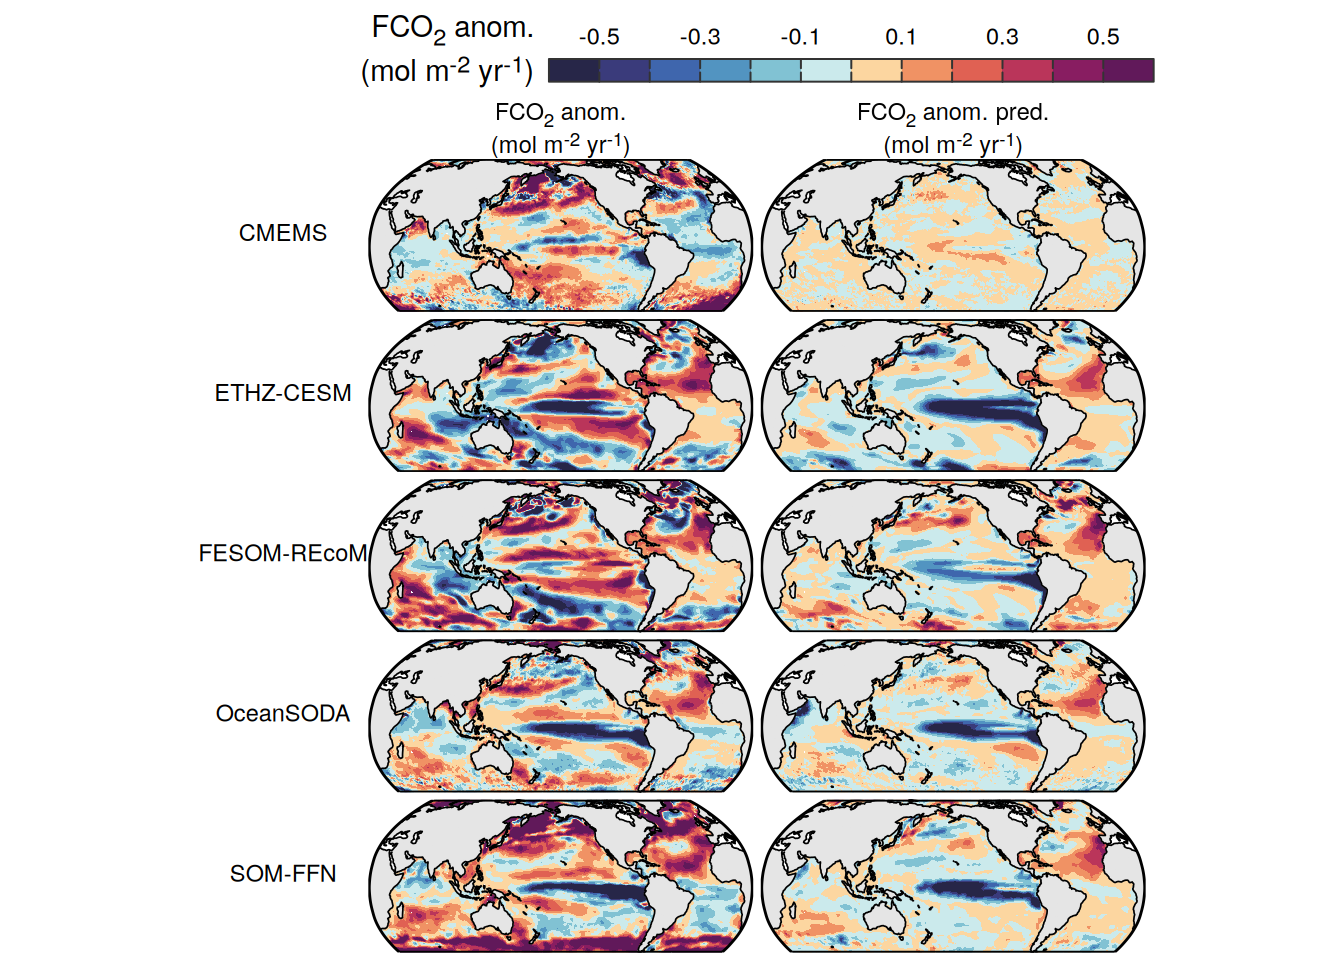 FCO₂ anom.
(mol m⁻² yr⁻¹)
-0.5 -0.3 -0.1 0.1 0.3 0.5
FCO₂ anom.
(mol m⁻² yr⁻¹)
FCO₂ anom. pred.
(mol m⁻² yr⁻¹)
CMEMS
ETHZ-CESM
FESOM-REcoM
OceanSODA
SOM-FFN